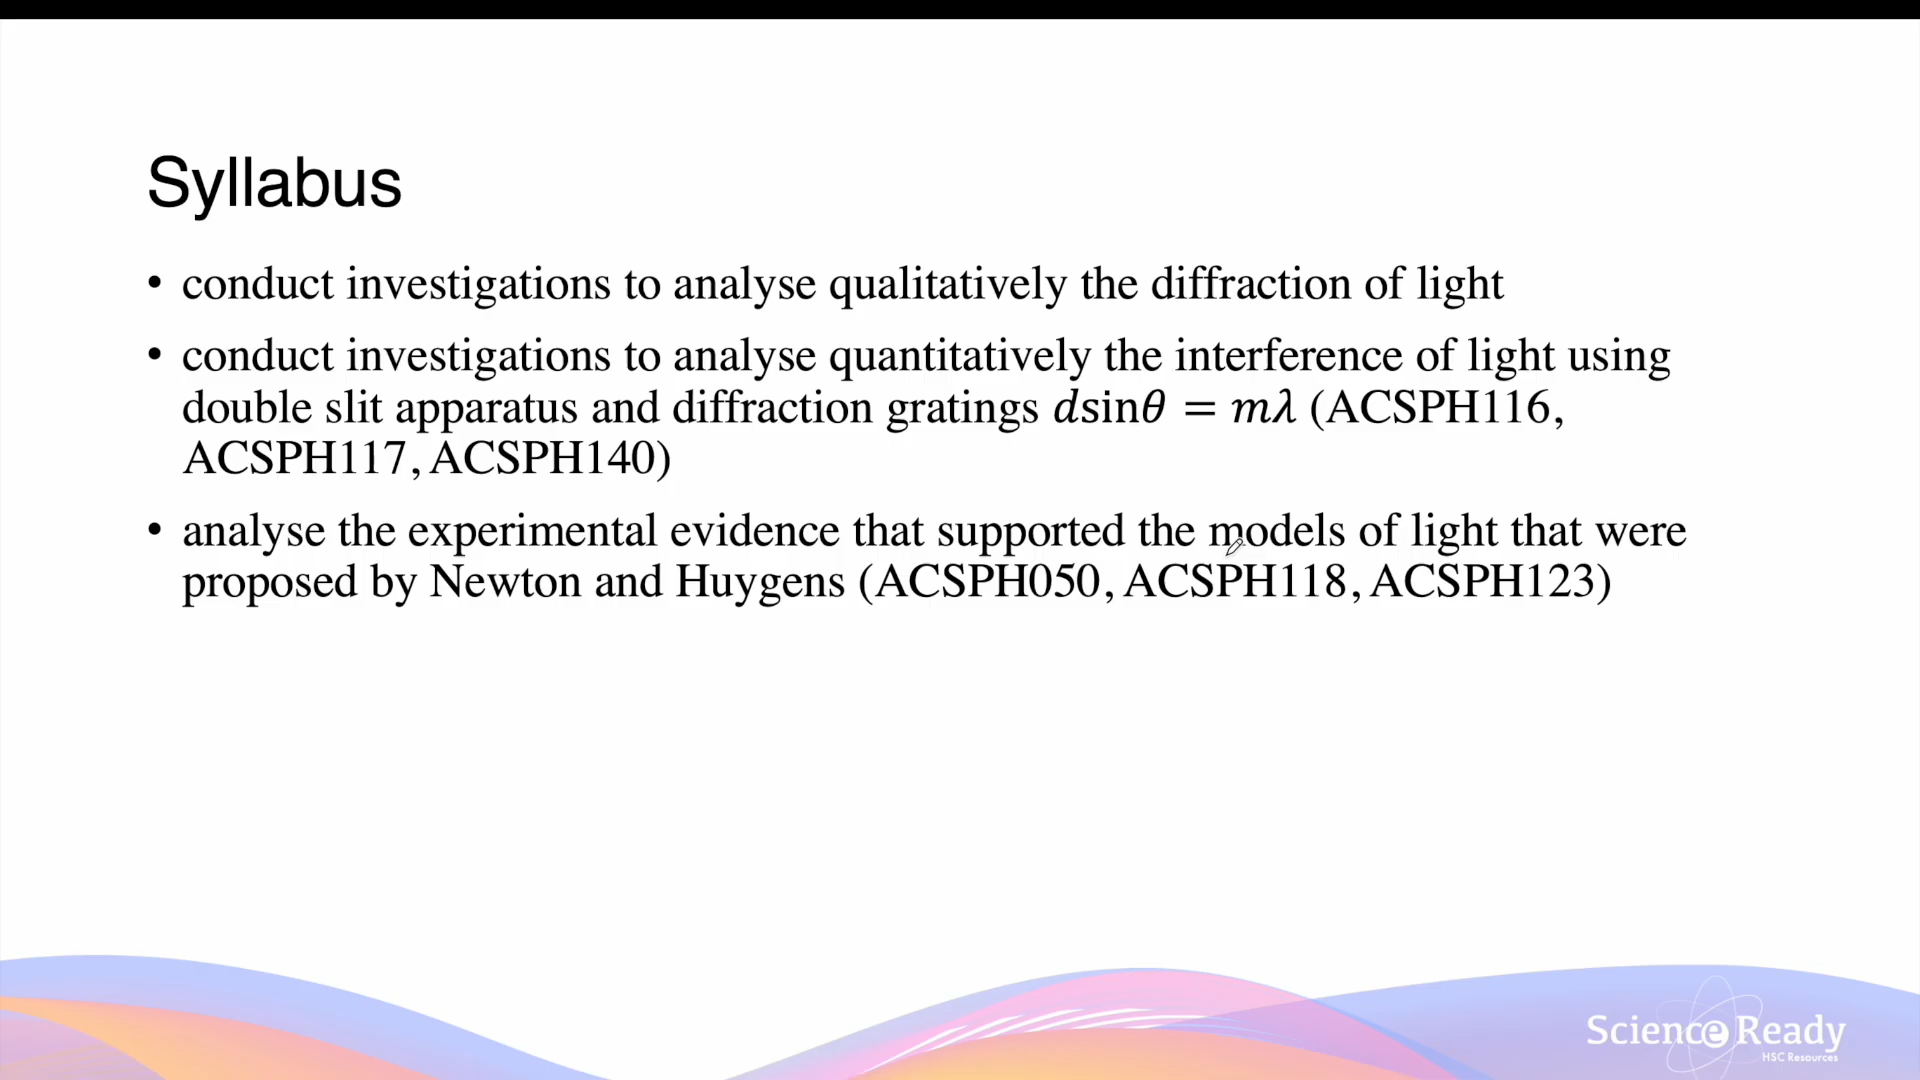 Syllabus
• conduct investigations to analyse qualitatively the diffraction of light
• conduct investigations to analyse quantitatively the interference of light using
double slit apparatus and diffraction gratings 𝑑sin𝜃 = 𝑚𝜆 (ACSPH116,
ACSPH117, ACSPH140)
• analyse the experimental evidence that supported the models of light that were
proposed by Newton and Huygens (ACSPH050, ACSPH118, ACSPH123)
Science Ready
HSC Resources